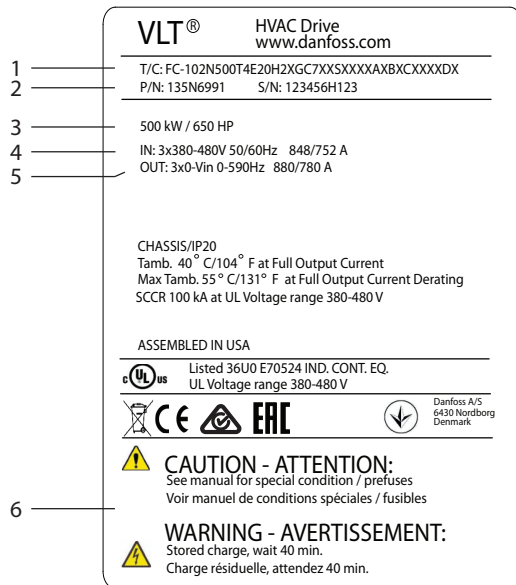 VLT® HVAC Drive
www.danfoss.com
1 T/C: FC-102N500T4E20H2XGC7XXSXXXXAXBXCXXXXDX
2 P/N: 135N6991 S/N: 123456H123
3 500 kW / 650 HP
4 IN: 3x380-480V 50/60Hz 848/752 A
5 OUT: 3x0-Vin 0-590Hz 880/780 A
CHASSIS/IP20
Tamb. 40° C/104° F at Full Output Current
Max Tamb. 55° C/131° F at Full Output Current Derating
SCCR 100 kA at UL Voltage range 380-480 V
ASSEMBLED IN USA
c UL us Listed 36U0 E70524 IND. CONT. EQ.
UL Voltage range 380-480 V
CE EAC
Danfoss A/S
6430 Nordborg
Denmark
CAUTION - ATTENTION:
See manual for special condition / prefuses
Voir manuel de conditions spéciales / fusibles
6
WARNING - AVERTISSEMENT:
Stored charge, wait 40 min.
Charge résiduelle, attendez 40 min.